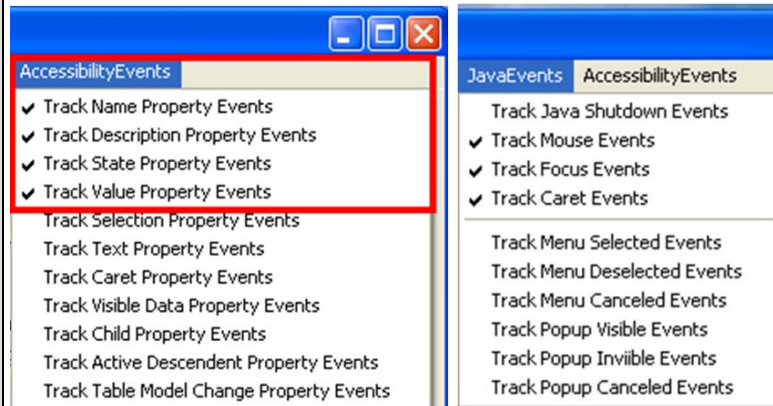 AccessibilityEvents
Track Name Property Events
Track Description Property Events
Track State Property Events
Track Value Property Events
Track Selection Property Events
Track Text Property Events
Track Caret Property Events
Track Visible Data Property Events
Track Child Property Events
Track Active Descendent Property Events
Track Table Model Change Property Events
JavaEvents AccessibilityEvents
Track Java Shutdown Events
Track Mouse Events
Track Focus Events
Track Caret Events
Track Menu Selected Events
Track Menu Deselected Events
Track Menu Canceled Events
Track Popup Visible Events
Track Popup Inviible Events
Track Popup Canceled Events